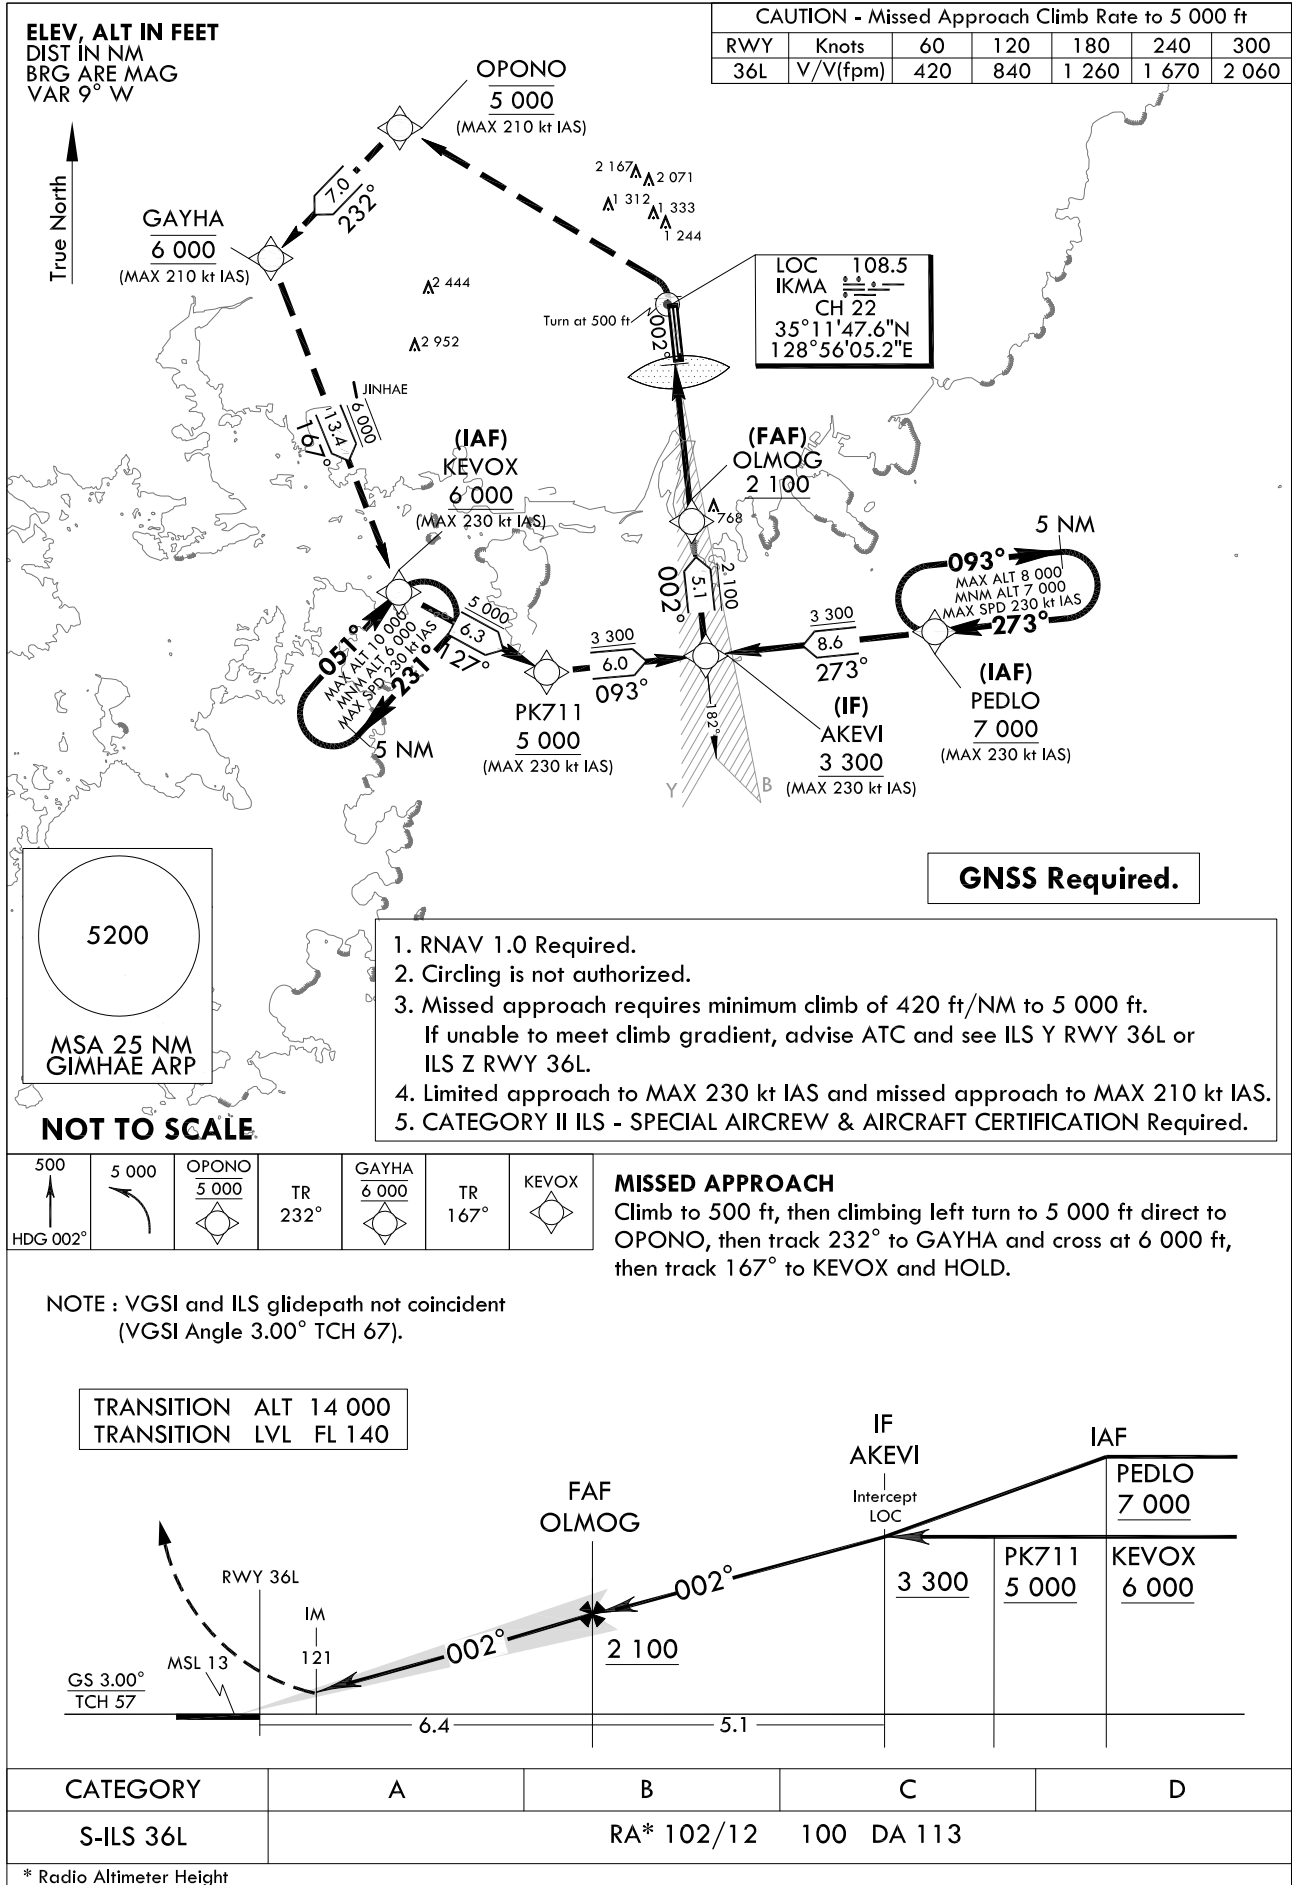 ELEV, ALT IN FEET
DIST IN NM
BRG ARE MAG
VAR 9° W
True North
CAUTION - Missed Approach Climb Rate to 5 000 ft
RWY Knots 60 120 180 240 300
36L V/V(fpm) 420 840 1 260 1 670 2 060
OPONO
5 000
(MAX 210 kt IAS)
7.0
232°
GAYHA
6 000
(MAX 210 kt IAS)
2 167
2 071
1 312
1 333
1 244
2 444
2 952
Turn at 500 ft
002°
LOC 108.5
IKMA
CH 22
35°11'47.6"N
128°56'05.2"E
JINHAE
6 000
13.4
167°
(IAF)
KEVOX
6 000
(MAX 230 kt IAS)
(FAF)
OLMOG
2 100
768
5 NM
093°
MAX ALT 8 000
MNM ALT 7 000
MAX SPD 230 kt IAS
273°
051°
MAX ALT 10 000
MNM ALT 6 000
MAX SPD 230 kt IAS
231°
5 NM
5 000
6.3
127°
3 300
6.0
093°
002°
5.1
2 100
3 300
8.6
273°
(IAF)
PEDLO
7 000
(MAX 230 kt IAS)
PK711
5 000
(MAX 230 kt IAS)
(IF)
AKEVI
3 300
(MAX 230 kt IAS)
182°
Y
B
5200
MSA 25 NM
GIMHAE ARP
NOT TO SCALE
GNSS Required.
1. RNAV 1.0 Required.
2. Circling is not authorized.
3. Missed approach requires minimum climb of 420 ft/NM to 5 000 ft.
If unable to meet climb gradient, advise ATC and see ILS Y RWY 36L or
ILS Z RWY 36L.
4. Limited approach to MAX 230 kt IAS and missed approach to MAX 210 kt IAS.
5. CATEGORY II ILS - SPECIAL AIRCREW & AIRCRAFT CERTIFICATION Required.
500
HDG 002°
5 000
OPONO
5 000
TR
232°
GAYHA
6 000
TR
167°
KEVOX
MISSED APPROACH
Climb to 500 ft, then climbing left turn to 5 000 ft direct to
OPONO, then track 232° to GAYHA and cross at 6 000 ft,
then track 167° to KEVOX and HOLD.
NOTE : VGSI and ILS glidepath not coincident
(VGSI Angle 3.00° TCH 67).
TRANSITION ALT 14 000
TRANSITION LVL FL 140
IF
AKEVI
Intercept
LOC
IAF
PEDLO
7 000
FAF
OLMOG
PK711
5 000
KEVOX
6 000
3 300
002°
002°
2 100
RWY 36L
IM
121
MSL 13
GS 3.00°
TCH 57
6.4
5.1
CATEGORY A B C D
S-ILS 36L RA* 102/12 100 DA 113
* Radio Altimeter Height